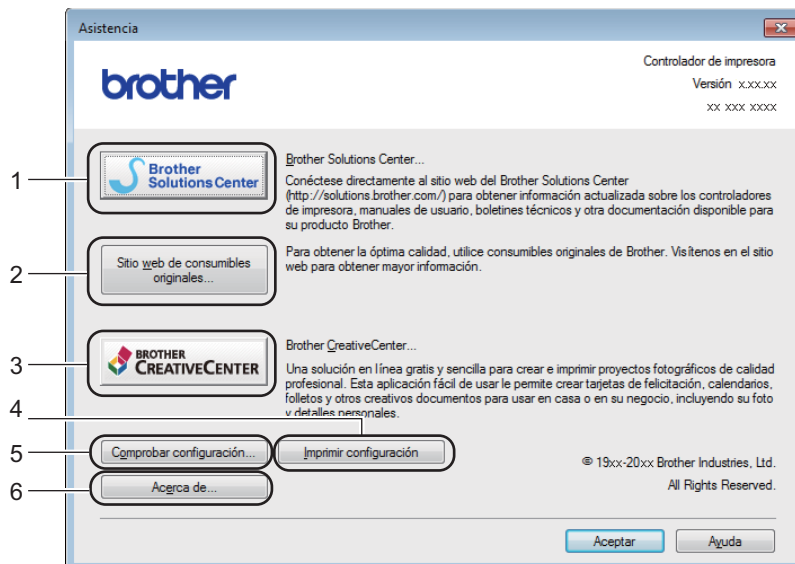 Asistencia
brother
Controlador de impresora
Versión x.xx.xx
xx xxx xxxx
1
Brother
Solutions Center
Brother Solutions Center...
Conéctese directamente al sitio web del Brother Solutions Center
(http://solutions.brother.com/) para obtener información actualizada sobre los controladores
de impresora, manuales de usuario, boletines técnicos y otra documentación disponible para
su producto Brother.
2
Sitio web de consumibles
originales...
Para obtener la óptima calidad, utilice consumibles originales de Brother. Visítenos en el sitio
web para obtener mayor información.
3
BROTHER
CREATIVECENTER
Brother CreativeCenter...
Una solución en línea gratis y sencilla para crear e imprimir proyectos fotográficos de calidad
profesional. Esta aplicación fácil de usar le permite crear tarjetas de felicitación, calendarios,
folletos y otros creativos documentos para usar en casa o en su negocio, incluyendo su foto
y detalles personales.
4
5
Comprobar configuración...
Imprimir configuración
© 19xx-20xx Brother Industries, Ltd.
All Rights Reserved.
6
Acerca de...
Aceptar
Ayuda